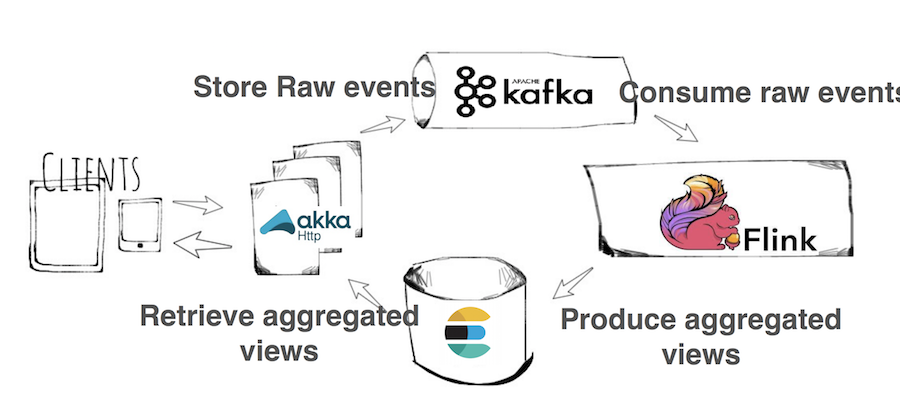 Store Raw events
APACHE
kafka
Consume raw events
CLIENTS
akka
Http
Flink
Retrieve aggregated
views
Produce aggregated
views